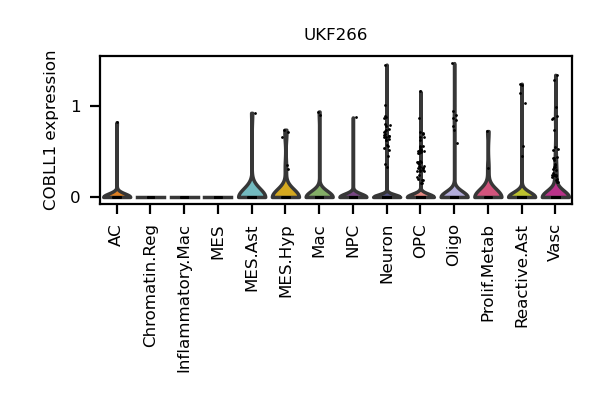 UKF266
COBLL1 expression
1
0
AC
Chromatin.Reg
Inflammatory.Mac
MES
MES.Ast
MES.Hyp
Mac
NPC
Neuron
OPC
Oligo
Prolif.Metab
Reactive.Ast
Vasc